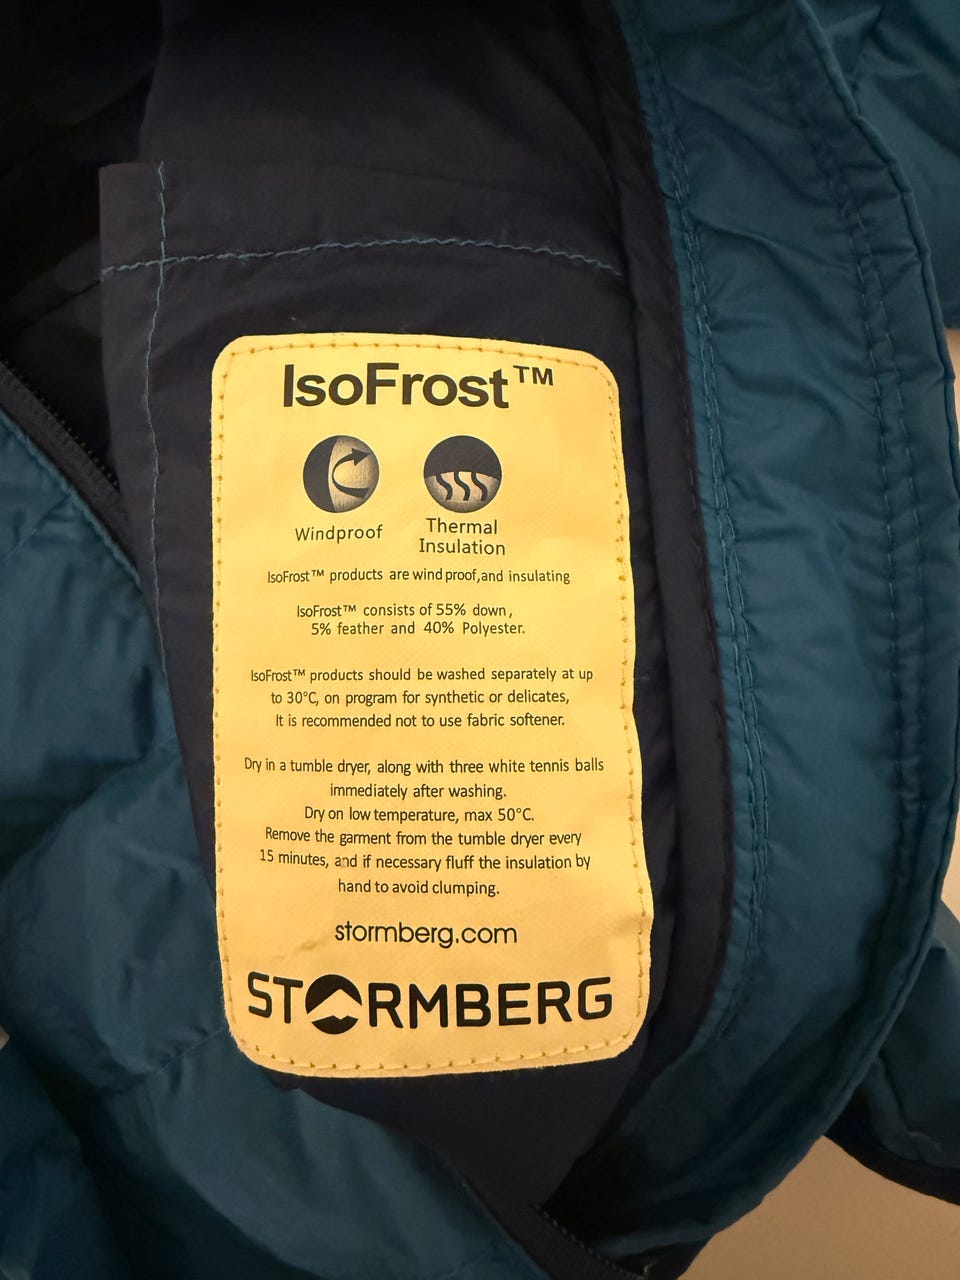 IsoFrost™
Windproof
Thermal
Insulation
IsoFrost™ products are wind proof,and insulating
IsoFrost™ consists of 55% down,
5% feather and 40% Polyester.
IsoFrost™ products should be washed separately at up
to 30°C, on program for synthetic or delicates,
It is recommended not to use fabric softener.
Dry in a tumble dryer, along with three white tennis balls
immediately after washing.
Dry on low temperature, max 50°C.
Remove the garment from the tumble dryer every
15 minutes, and if necessary fluff the insulation by
hand to avoid clumping.
stormberg.com
STORMBERG